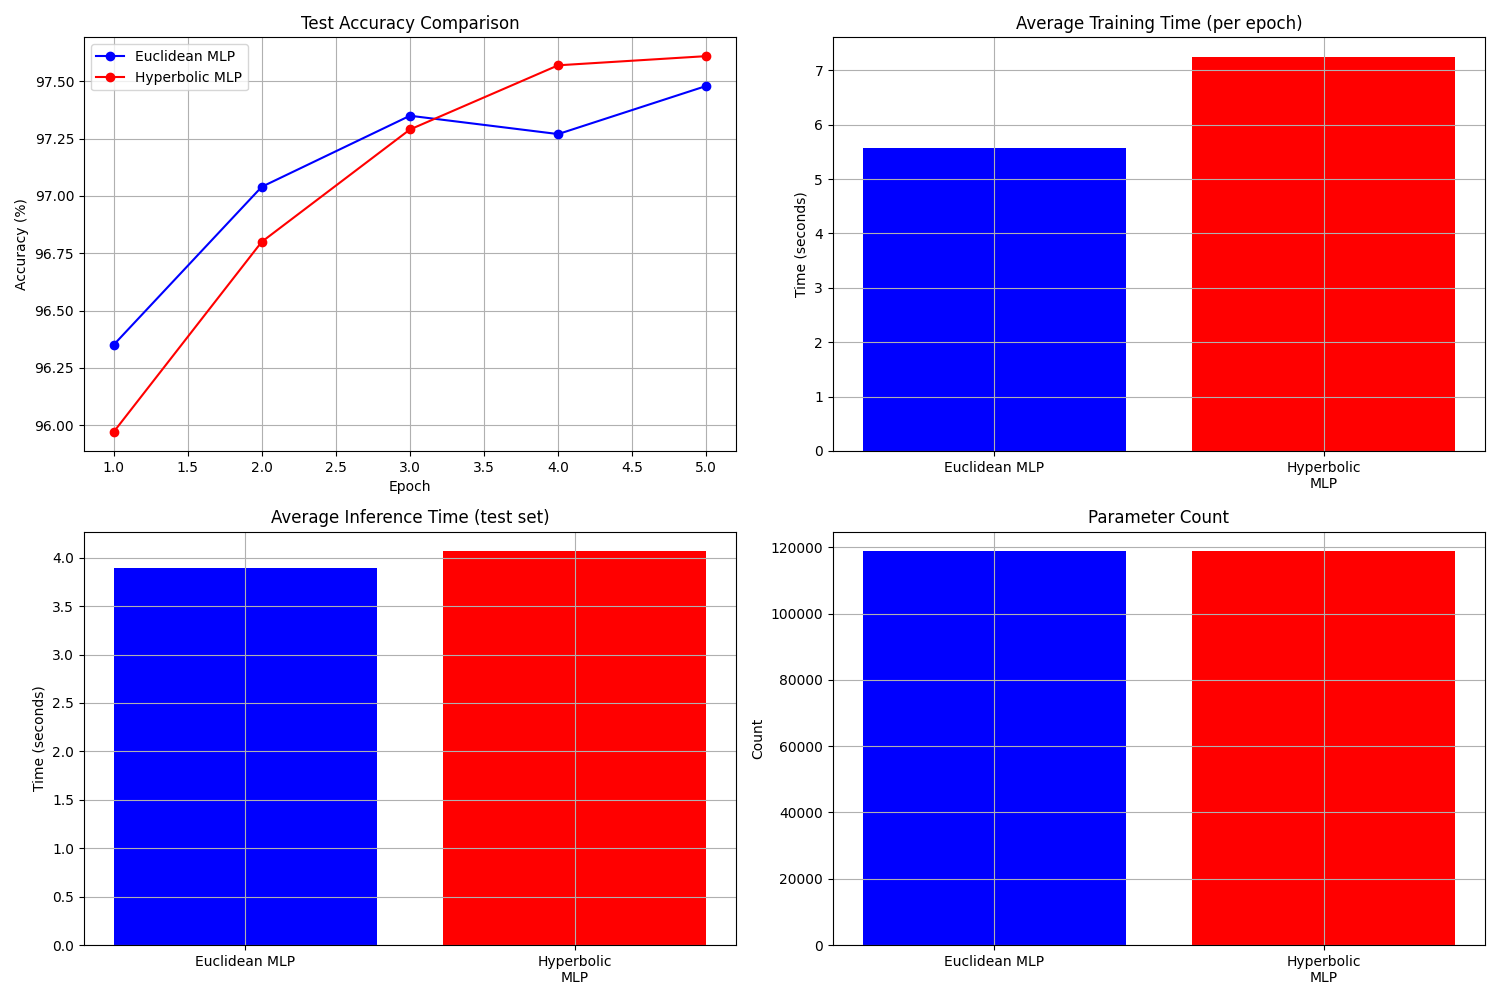 Test Accuracy Comparison
Euclidean MLP
Hyperbolic MLP
97.50
97.25
97.00
96.75
96.50
96.25
96.00
Accuracy (%)
1.0 1.5 2.0 2.5 3.0 3.5 4.0 4.5 5.0
Epoch
Average Training Time (per epoch)
7
6
5
4
3
2
1
0
Time (seconds)
Euclidean MLP
Hyperbolic
MLP
Average Inference Time (test set)
4.0
3.5
3.0
2.5
2.0
1.5
1.0
0.5
0.0
Time (seconds)
Euclidean MLP
Hyperbolic
MLP
Parameter Count
120000
100000
80000
60000
40000
20000
0
Count
Euclidean MLP
Hyperbolic
MLP